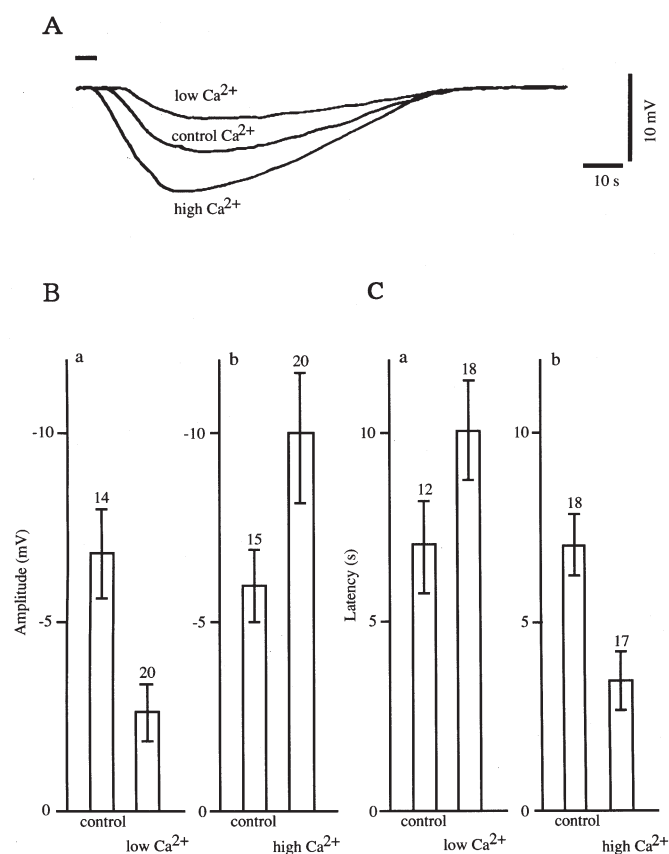 A
low Ca2+
control Ca2+
high Ca2+
10 mV
10 s
B
a
Amplitude (mV)
-10
-5
0
14
20
control
low Ca2+
b
-10
-5
0
15
20
control
high Ca2+
C
a
Latency (s)
10
5
0
12
18
control
low Ca2+
b
10
5
0
18
17
control
high Ca2+